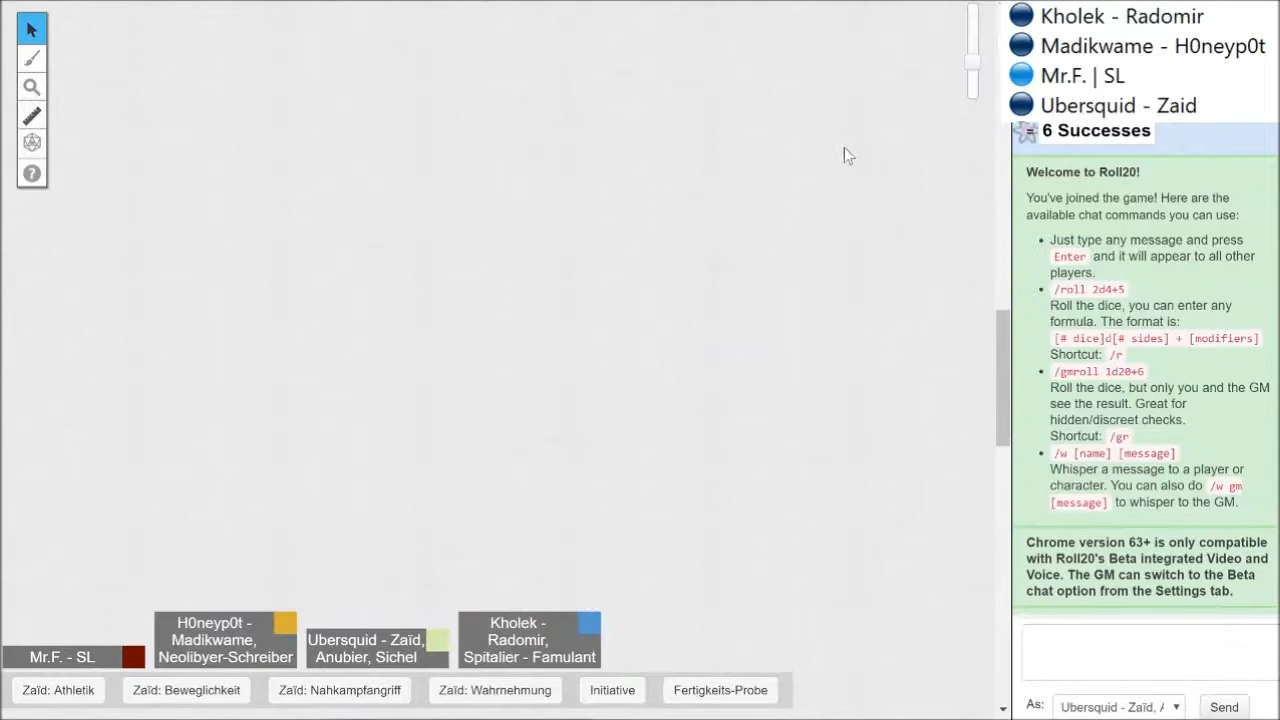 Kholek - Radomir
Madikwame - H0neyp0t
Mr.F. | SL
Ubersquid - Zaid
= 6 Successes
Welcome to Roll20!
You've joined the game! Here are the
available chat commands you can use:
• Just type any message and press
Enter and it will appear to all other
players.
• /roll 2d4+5
Roll the dice, you can enter any
formula. The format is:
[# dice]d[# sides] + [modifiers]
Shortcut: /r
• /gmroll 1d20+6
Roll the dice, but only you and the GM
see the result. Great for
hidden/discreet checks.
Shortcut: /gr
• /w [name] [message]
Whisper a message to a player or
character. You can also do /w gm
[message] to whisper to the GM.
Chrome version 63+ is only compatible
with Roll20's Beta integrated Video and
Voice. The GM can switch to the Beta
chat option from the Settings tab.
Mr.F. - SL
H0neyp0t -
Madikwame,
Neolibyer-Schreiber
Ubersquid - Zaïd,
Anubier, Sichel
Kholek -
Radomir,
Spitalier - Famulant
Zaïd: Athletik
Zaïd: Beweglichkeit
Zaïd: Nahkampfangriff
Zaïd: Wahrnehmung
Initiative
Fertigkeits-Probe
As:
Ubersquid - Zaïd, /
Send